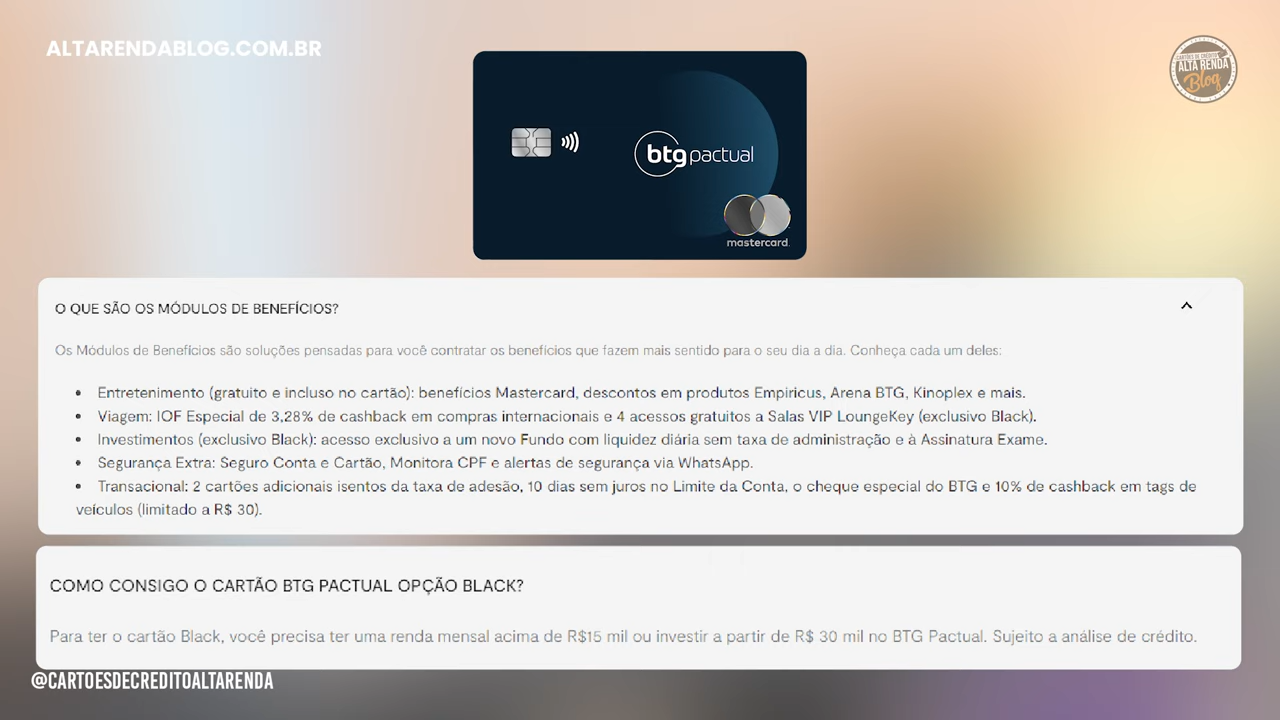 ALTARENDABLOG.COM.BR
CARTÕES DE CRÉDITO
ALTA RENDA
Blog
btg pactual
mastercard.
O QUE SÃO OS MÓDULOS DE BENEFÍCIOS?
Os Módulos de Benefícios são soluções pensadas para você contratar os benefícios que fazem mais sentido para o seu dia a dia. Conheça cada um deles:
• Entretenimento (gratuito e incluso no cartão): benefícios Mastercard, descontos em produtos Empiricus, Arena BTG, Kinoplex e mais.
• Viagem: IOF Especial de 3,28% de cashback em compras internacionais e 4 acessos gratuitos a Salas VIP LoungeKey (exclusivo Black).
• Investimentos (exclusivo Black): acesso exclusivo a um novo Fundo com liquidez diária sem taxa de administração e à Assinatura Exame.
• Segurança Extra: Seguro Conta e Cartão, Monitora CPF e alertas de segurança via WhatsApp.
• Transacional: 2 cartões adicionais isentos da taxa de adesão, 10 dias sem juros no Limite da Conta, o cheque especial do BTG e 10% de cashback em tags de
veículos (limitado a R$ 30).
COMO CONSIGO O CARTÃO BTG PACTUAL OPÇÃO BLACK?
Para ter o cartão Black, você precisa ter uma renda mensal acima de R$15 mil ou investir a partir de R$ 30 mil no BTG Pactual. Sujeito a análise de crédito.
@CARTOESDECREDITOALTARENDA